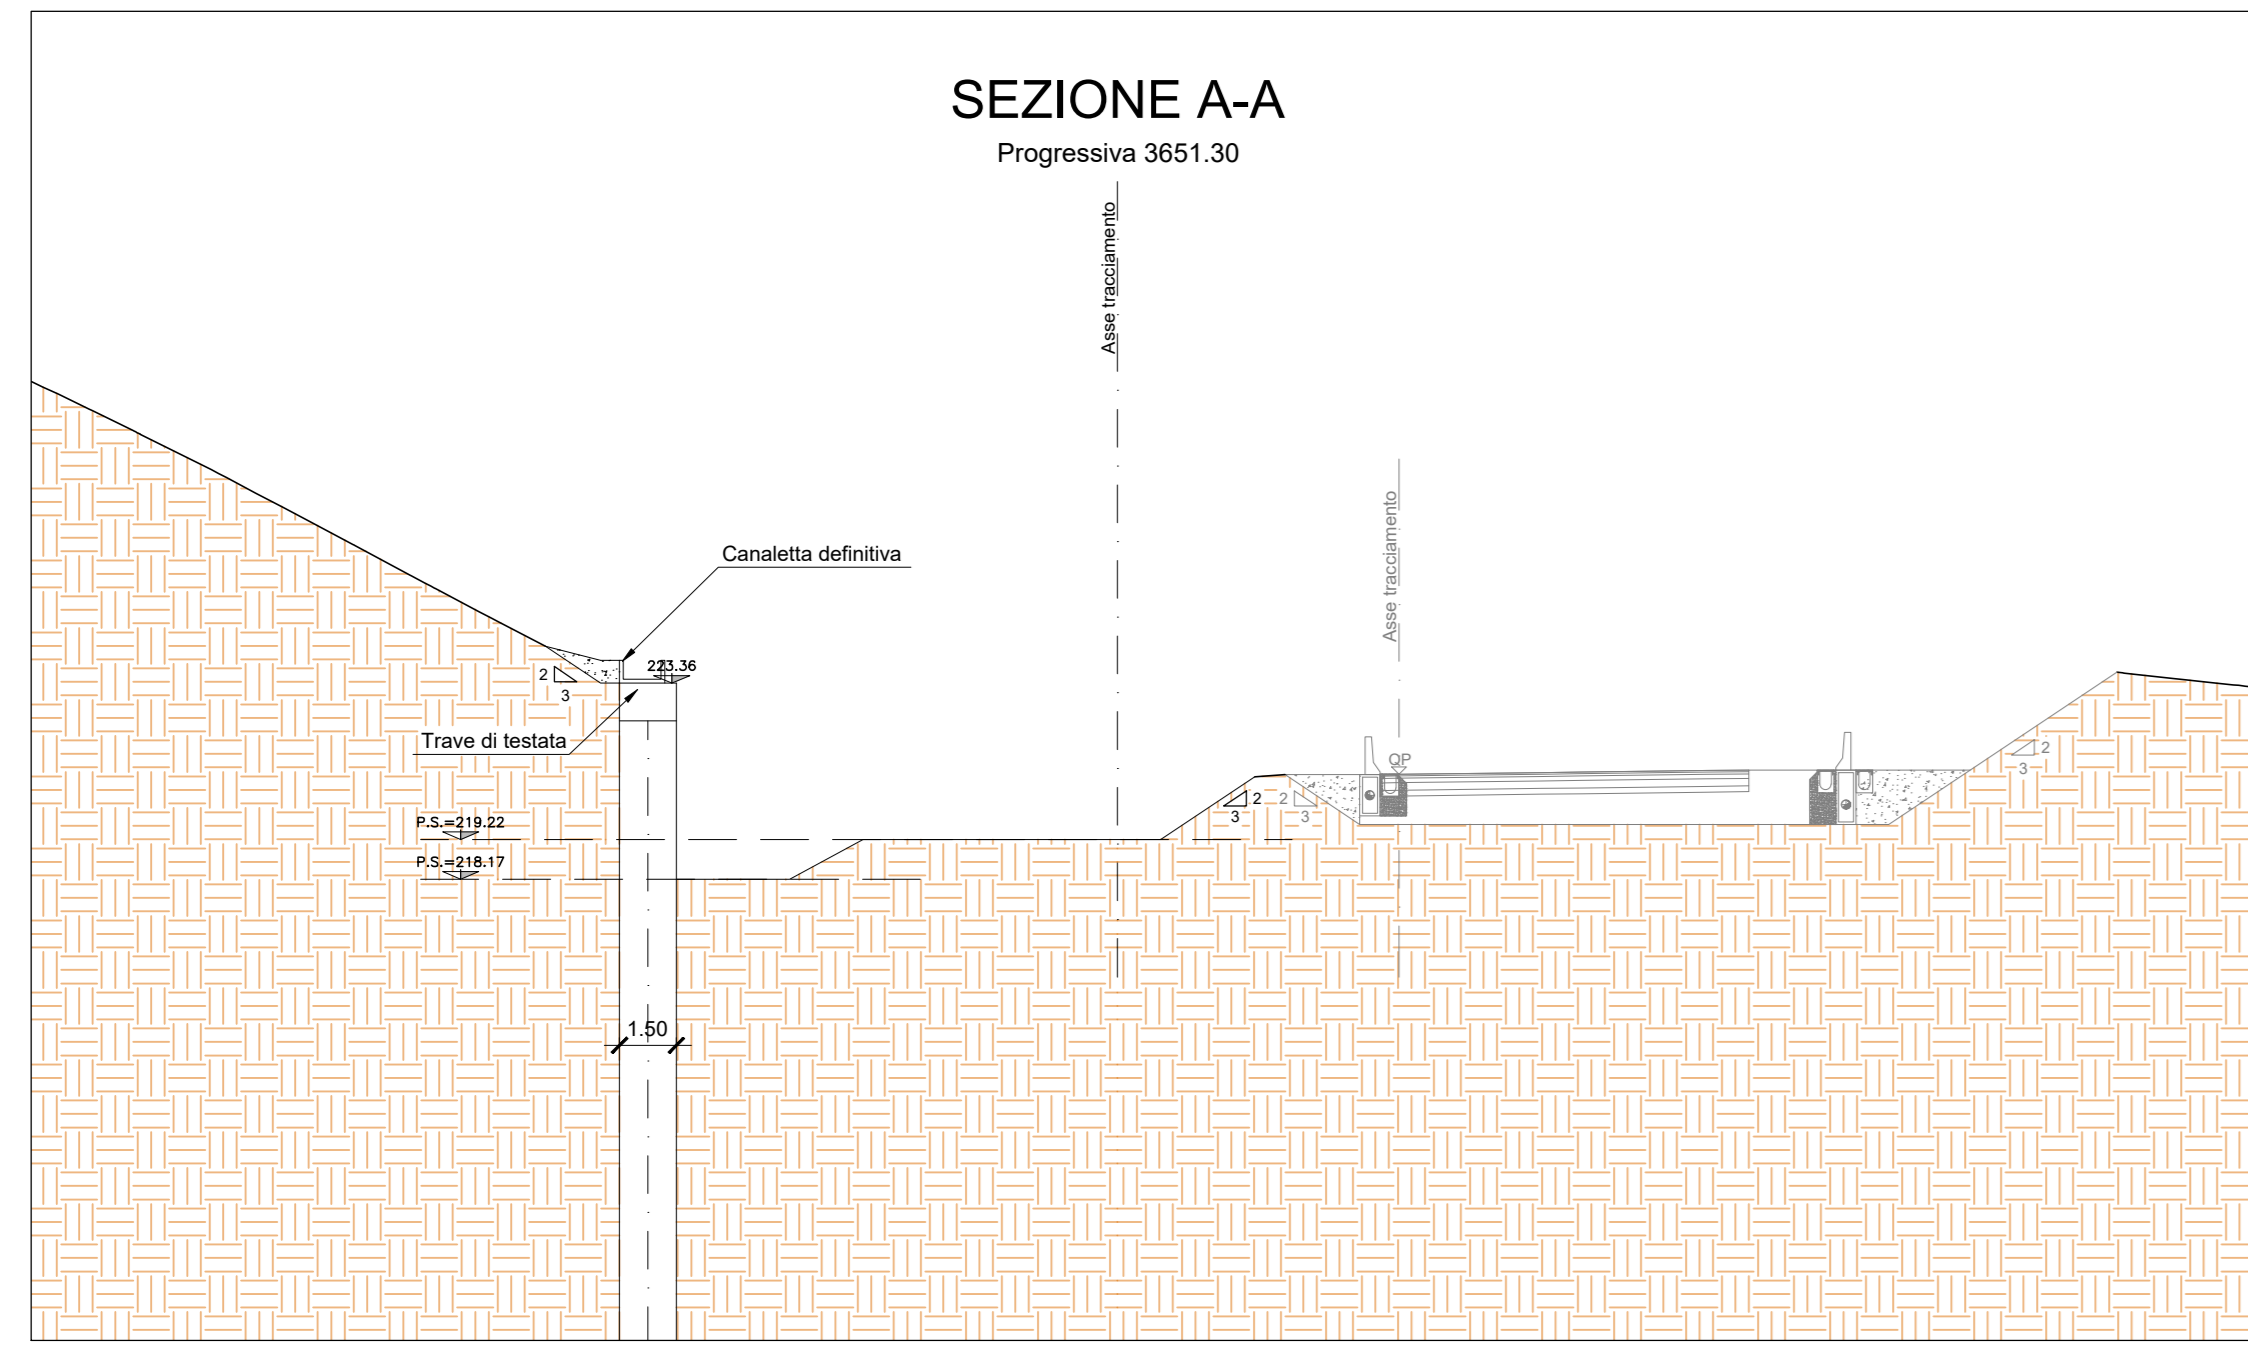 SEZIONE A-A
Progressiva 3651.30
Asse tracciamento
Asse tracciamento
Canaletta definitiva
223.36
2
3
Trave di testata
QP
2
3
2
3
2
3
P.S.=219.22
P.S.=218.17
1.50